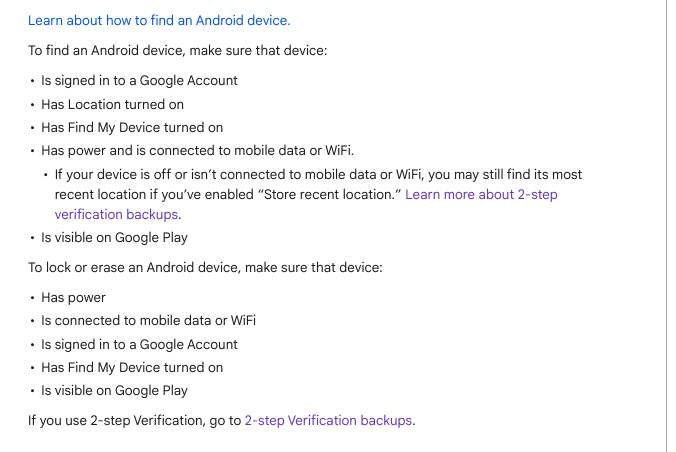 Learn about how to find an Android device.
To find an Android device, make sure that device:
• Is signed in to a Google Account
• Has Location turned on
• Has Find My Device turned on
• Has power and is connected to mobile data or WiFi.
• If your device is off or isn’t connected to mobile data or WiFi, you may still find its most
recent location if you’ve enabled “Store recent location.” Learn more about 2-step
verification backups.
• Is visible on Google Play
To lock or erase an Android device, make sure that device:
• Has power
• Is connected to mobile data or WiFi
• Is signed in to a Google Account
• Has Find My Device turned on
• Is visible on Google Play
If you use 2-step Verification, go to 2-step Verification backups.